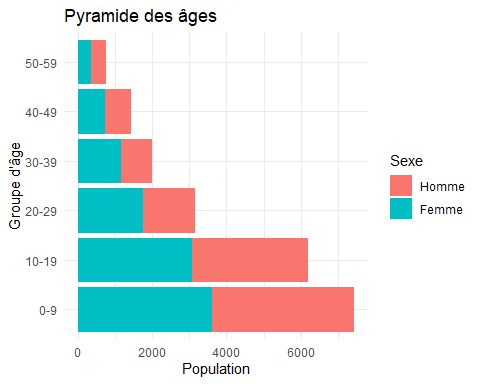 Pyramide des âges
Groupe d'âge
50-59
40-49
30-39
20-29
10-19
0-9
0 2000 4000 6000
Population
Sexe
Homme
Femme